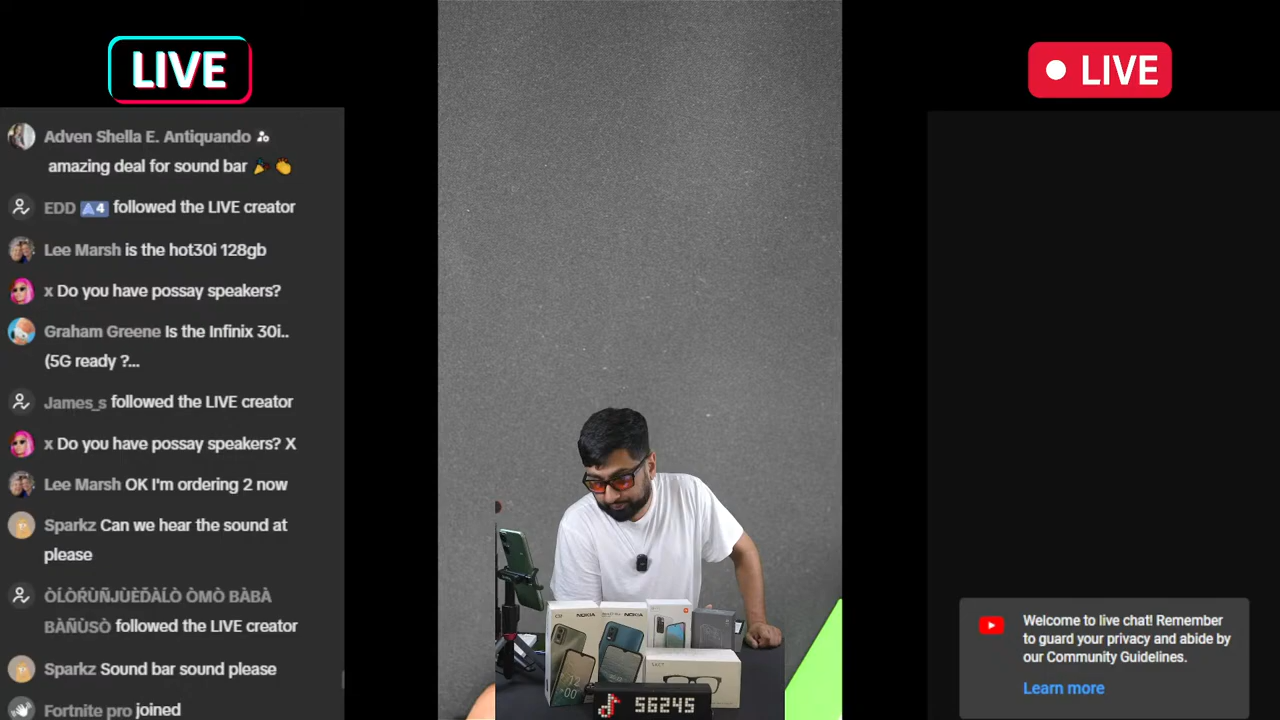 LIVE
LIVE
Adven Shella E. Antiquando
amazing deal for sound bar 🎉 👏
EDD 4 followed the LIVE creator
Lee Marsh is the hot30i 128gb
x Do you have possay speakers?
Graham Greene Is the Infinix 30i..
(5G ready ?...
James_s followed the LIVE creator
x Do you have possay speakers? X
Lee Marsh OK I'm ordering 2 now
Sparkz Can we hear the sound at
please
ÒĹÒŔÙÑJÙÈĎÀĹÒ ÒMÒ BÀBÀ
BÀÑÙSÒ followed the LIVE creator
Sparkz Sound bar sound please
Fortnite pro joined
NOKIA
NOKIA
56245
Welcome to live chat! Remember
to guard your privacy and abide by
our Community Guidelines.
Learn more